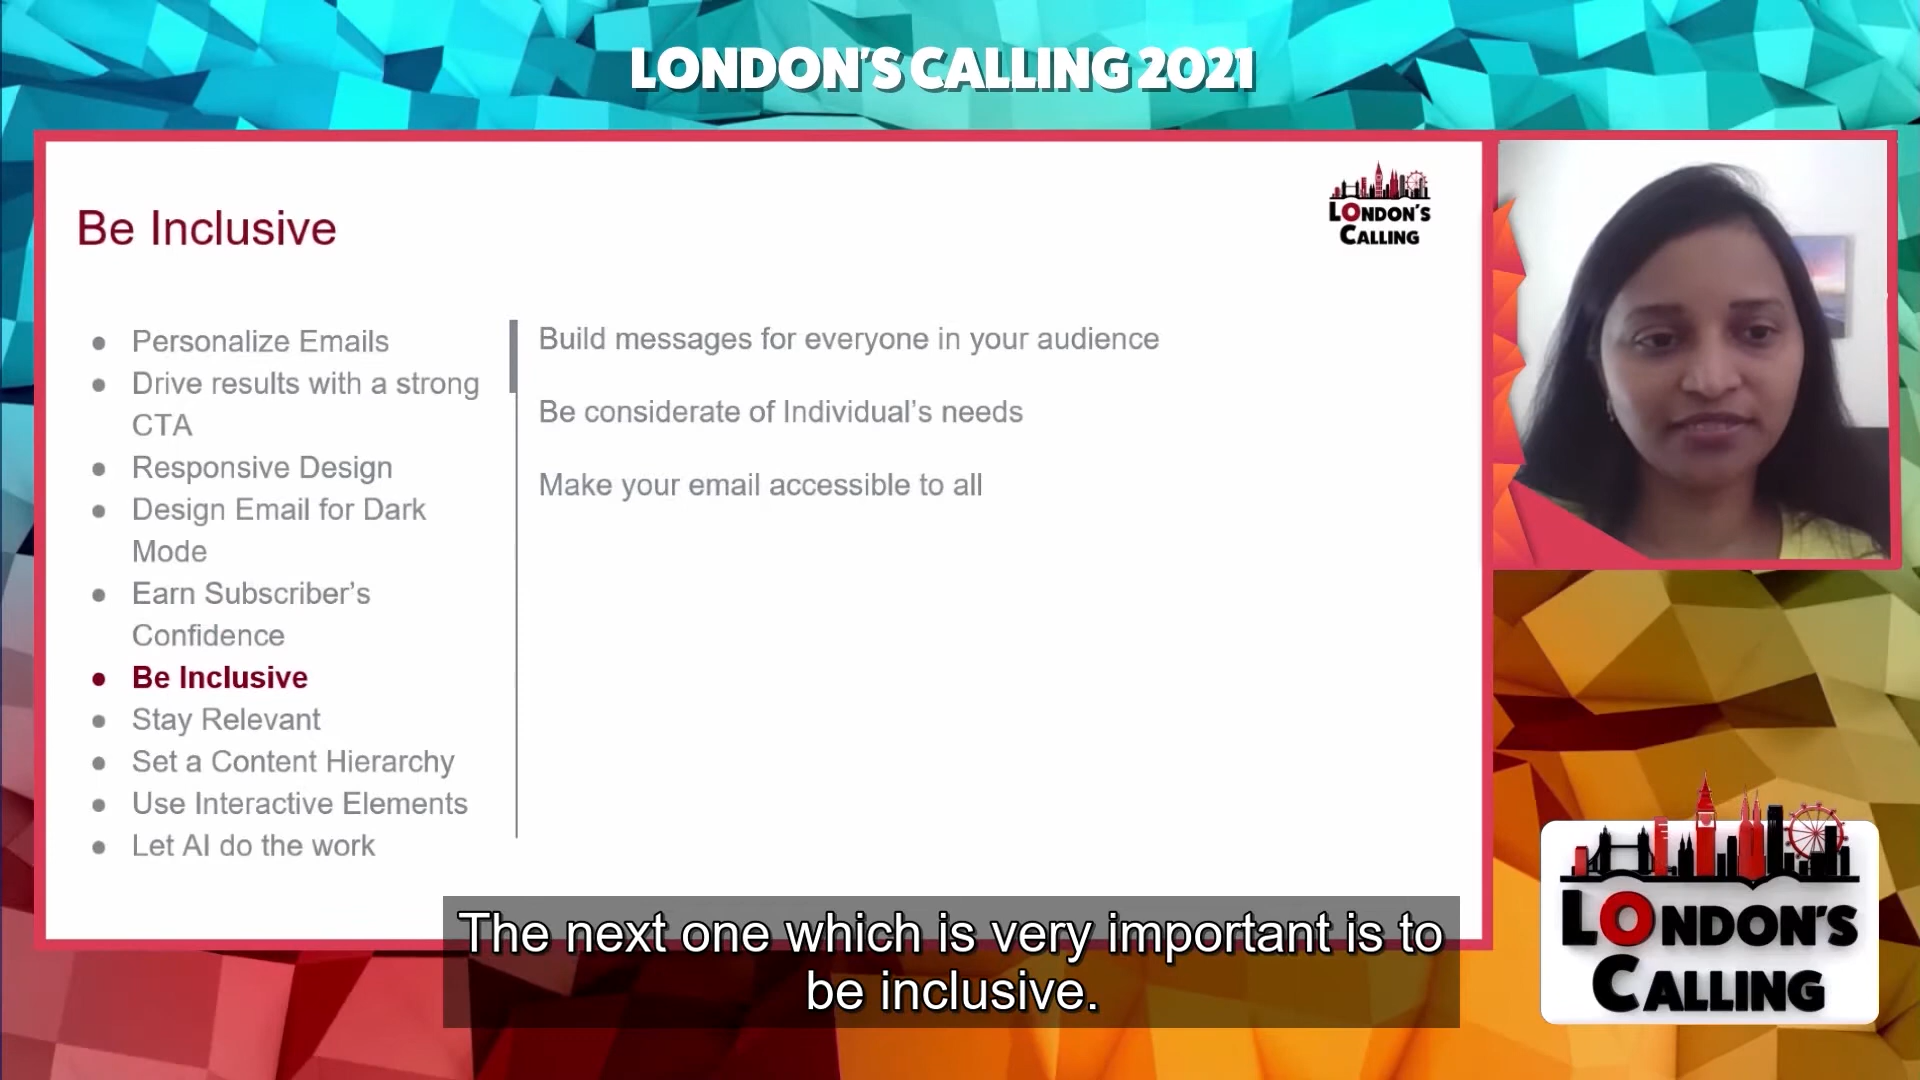 LONDON'S CALLING 2021
Be Inclusive
LONDON'S
CALLING
● Personalize Emails
● Drive results with a strong
CTA
● Responsive Design
● Design Email for Dark
Mode
● Earn Subscriber’s
Confidence
● Be Inclusive
● Stay Relevant
● Set a Content Hierarchy
● Use Interactive Elements
● Let AI do the work
Build messages for everyone in your audience
Be considerate of Individual’s needs
Make your email accessible to all
The next one which is very important is to
be inclusive.
LONDON'S
CALLING